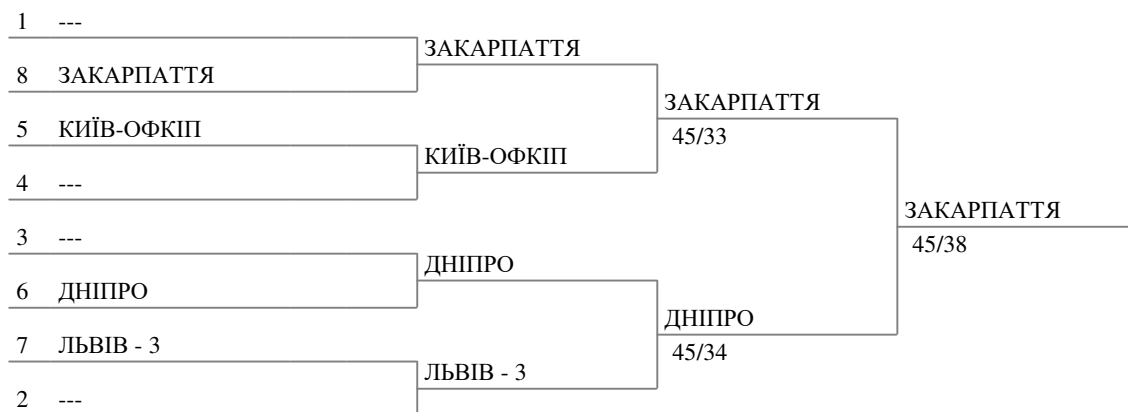 1 ---
ЗАКАРПАТТЯ
8 ЗАКАРПАТТЯ
ЗАКАРПАТТЯ
5 КИЇВ-ОФКІП
45/33
КИЇВ-ОФКІП
4 ---
ЗАКАРПАТТЯ
3 ---
45/38
ДНІПРО
6 ДНІПРО
ДНІПРО
7 ЛЬВІВ - 3
45/34
ЛЬВІВ - 3
2 ---